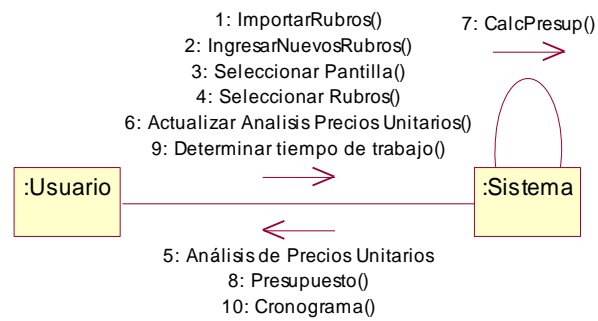 1: ImportarRubros()
2: IngresarNuevosRubros()
3: Seleccionar Pantilla()
4: Seleccionar Rubros()
6: Actualizar Analisis Precios Unitarios()
9: Determinar tiempo de trabajo()
7: CalcPresup()
:Usuario
:Sistema
5: Análisis de Precios Unitarios
8: Presupuesto()
10: Cronograma()